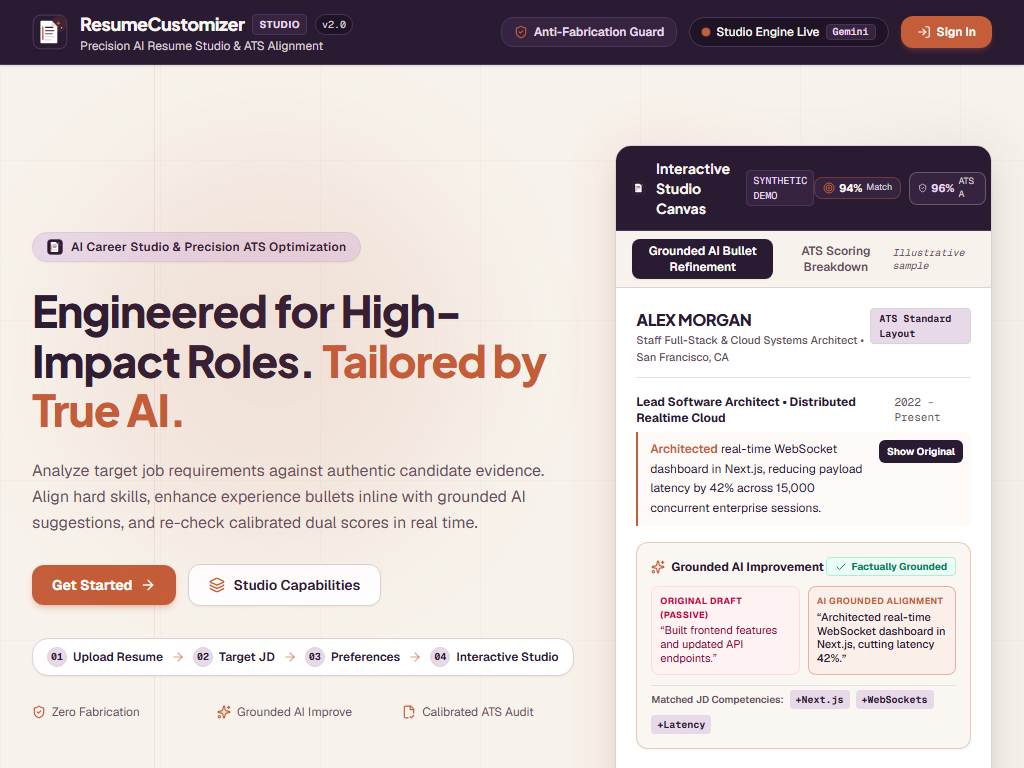 ResumeCustomizer STUDIO v2.0
Precision AI Resume Studio & ATS Alignment
Anti-Fabrication Guard
Studio Engine Live Gemini
Sign In
AI Career Studio & Precision ATS Optimization
Engineered for High-
Impact Roles. Tailored by
True AI.
Analyze target job requirements against authentic candidate evidence.
Align hard skills, enhance experience bullets inline with grounded AI
suggestions, and re-check calibrated dual scores in real time.
Get Started
Studio Capabilities
01 Upload Resume → 02 Target JD → 03 Preferences → 04 Interactive Studio
Zero Fabrication
Grounded AI Improve
Calibrated ATS Audit
Interactive
Studio
Canvas
SYNTHETIC
DEMO
94% Match
96% ATS
A
Grounded AI Bullet
Refinement
ATS Scoring
Breakdown
Illustrative
sample
ALEX MORGAN
Staff Full-Stack & Cloud Systems Architect •
San Francisco, CA
ATS Standard
Layout
Lead Software Architect • Distributed
Realtime Cloud
2022 –
Present
Architected real-time WebSocket
dashboard in Next.js, reducing payload
latency by 42% across 15,000
concurrent enterprise sessions.
Show Original
Grounded AI Improvement
Factually Grounded
ORIGINAL DRAFT
(PASSIVE)
“Built frontend features
and updated API
endpoints.”
AI GROUNDED ALIGNMENT
“Architected real-time
WebSocket dashboard in
Next.js, cutting latency
42%.”
Matched JD Competencies: +Next.js +WebSockets
+Latency